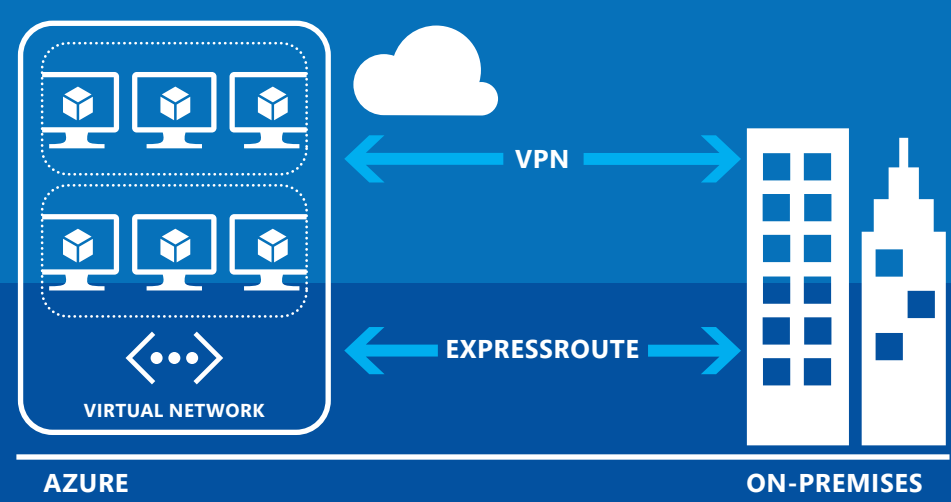 VPN
EXPRESSROUTE
VIRTUAL NETWORK
AZURE
ON-PREMISES